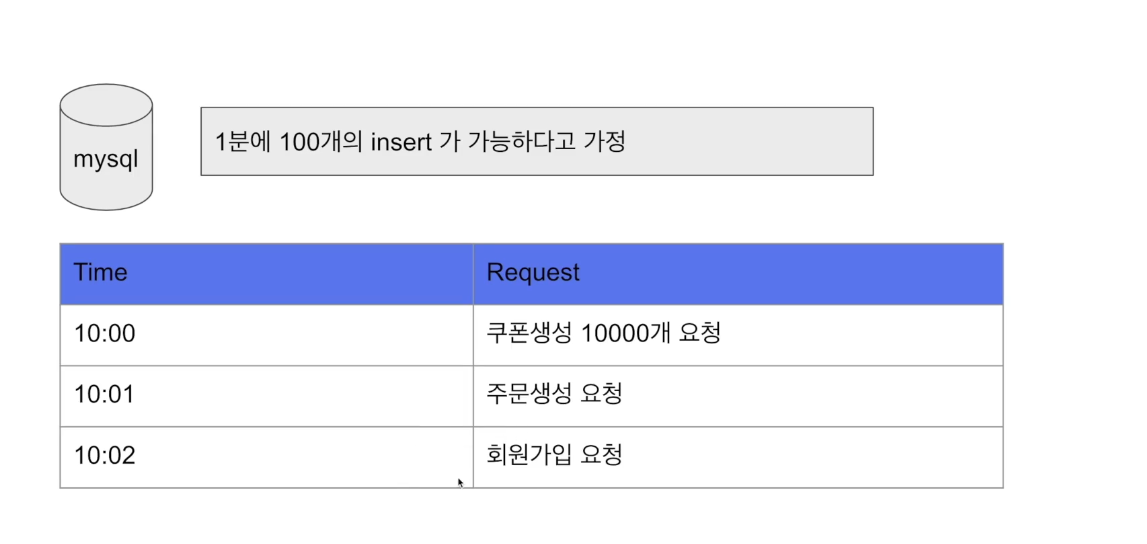 mysql
1분에 100개의 insert 가 가능하다고 가정
Time Request
10:00 쿠폰생성 10000개 요청
10:01 주문생성 요청
10:02 회원가입 요청